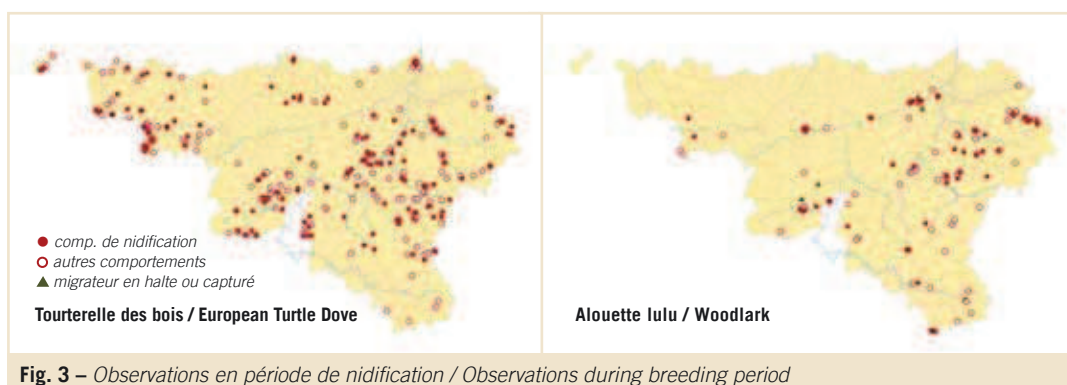 comp. de nidification
autres comportements
migrateur en halte ou capturé
Tourterelle des bois / European Turtle Dove
Alouette lulu / Woodlark
Fig. 3 – Observations en période de nidification / Observations during breeding period